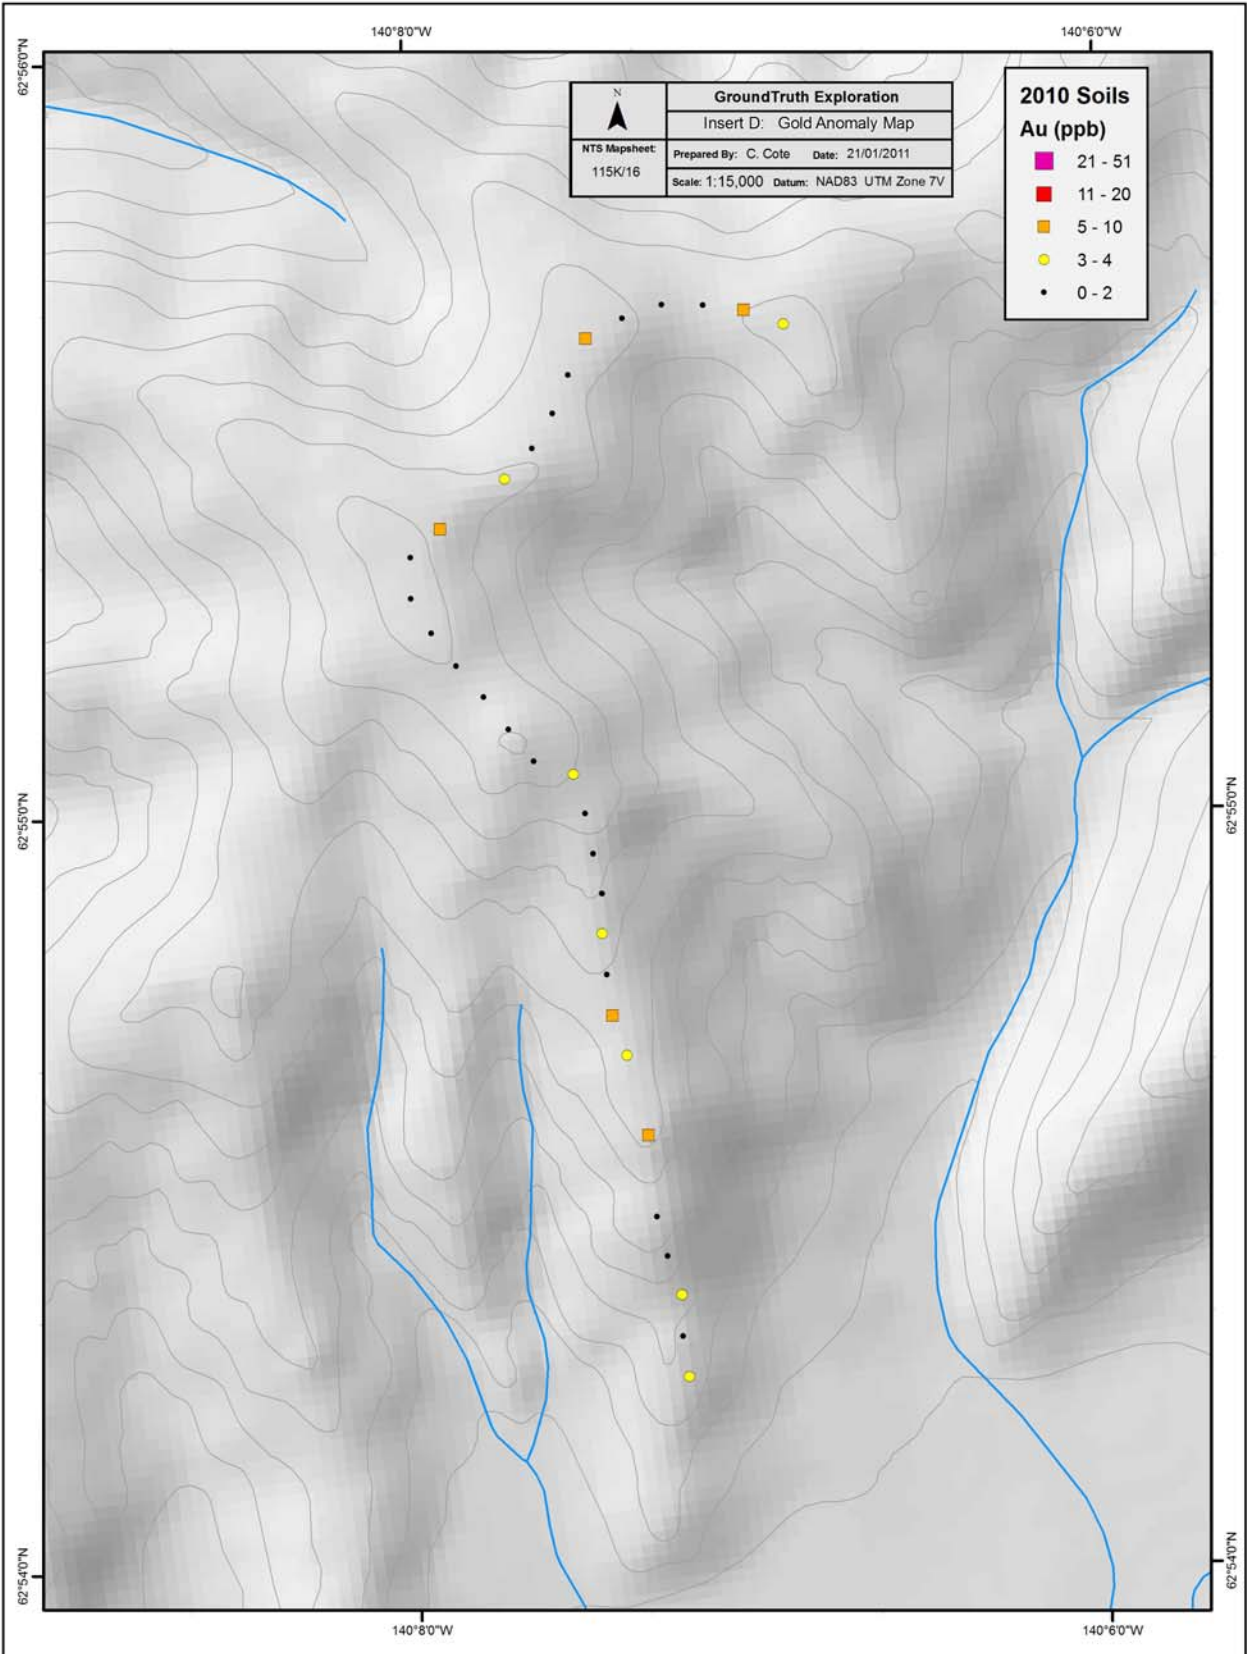 140°8'0"W
140°6'0"W
62°56'0"N
N
NTS Mapsheet:
115K/16
GroundTruth Exploration
Insert D: Gold Anomaly Map
Prepared By: C. Cote Date: 21/01/2011
Scale: 1:15,000 Datum: NAD83 UTM Zone 7V
2010 Soils
Au (ppb)
21 - 51
11 - 20
5 - 10
3 - 4
0 - 2
62°55'0"N
62°55'0"N
62°54'0"N
62°54'0"N
140°8'0"W
140°6'0"W